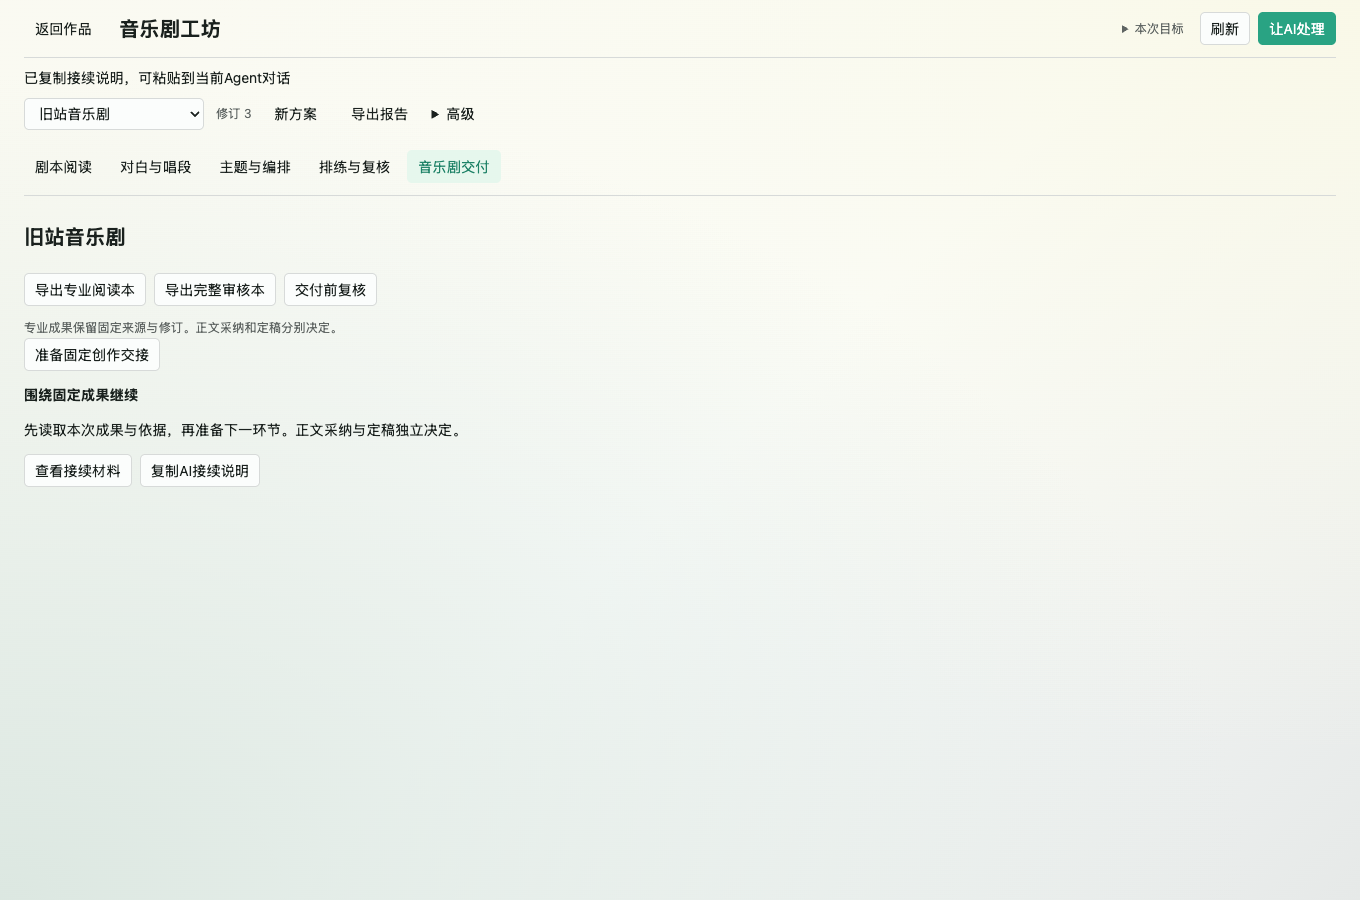 返回作品 音乐剧工坊 ▶ 本次目标 刷新 让AI处理
已复制接续说明，可粘贴到当前Agent对话
旧站音乐剧 修订 3 新方案 导出报告 ▶ 高级
剧本阅读 对白与唱段 主题与编排 排练与复核 音乐剧交付
旧站音乐剧
导出专业阅读本 导出完整审核本 交付前复核
专业成果保留固定来源与修订。正文采纳和定稿分别决定。
准备固定创作交接
围绕固定成果继续
先读取本次成果与依据，再准备下一环节。正文采纳与定稿独立决定。
查看接续材料 复制AI接续说明